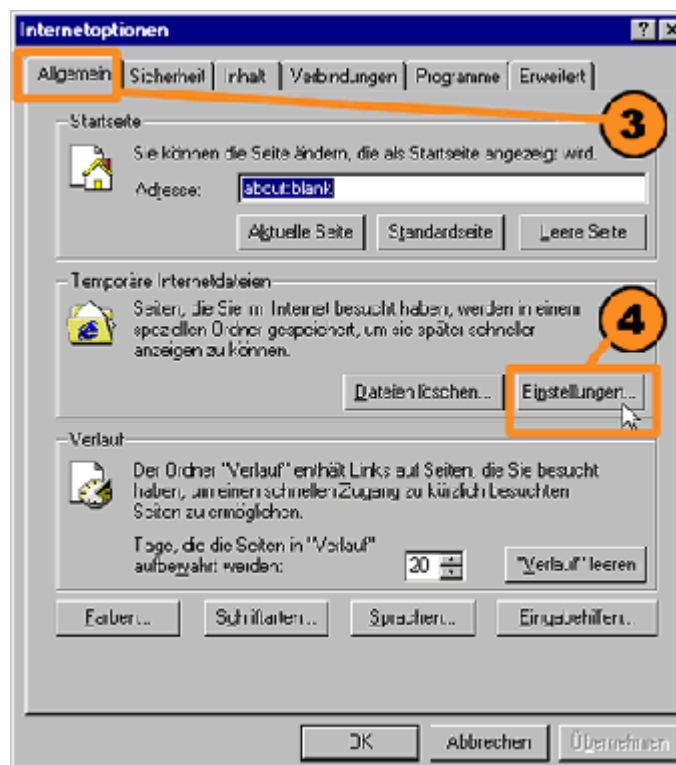 Internetoptionen
Allgemein Sicherheit Inhalt Verbindungen Programme Erweitert
3
Startseite
Sie können die Seite ändern, die als Startseite angezeigt wird.
Adresse: about:blank
Aktuelle Seite Standardseite Leere Seite
Temporäre Internetdateien
Seiten, die Sie im Internet besucht haben, werden in einem
speziellen Ordner gespeichert, um sie später schneller
anzeigen zu können.
4
Dateien löschen... Einstellungen...
Verlauf
Der Ordner "Verlauf" enthält Links auf Seiten, die Sie besucht
haben, um einen schnellen Zugang zu kürzlich besuchten
Seiten zu ermöglichen.
Tage, die die Seiten in "Verlauf"
aufbewahrt werden: 20 "Verlauf" leeren
Farben... Schriftarten... Sprachen... Eingabehilfen...
OK Abbrechen Übernehmen